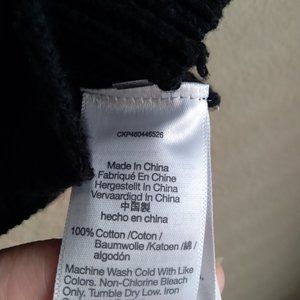 CKP460446526
Made In China
Fabriqué En Chine
Hergestellt In China
Vervaardigd In China
中国製
hecho en china
100% Cotton /Coton /
Baumwolle /Katoen /綿 /
algodón
Machine Wash Cold With Like
Colors. Non-Chlorine Bleach
Only. Tumble Dry Low. Iron